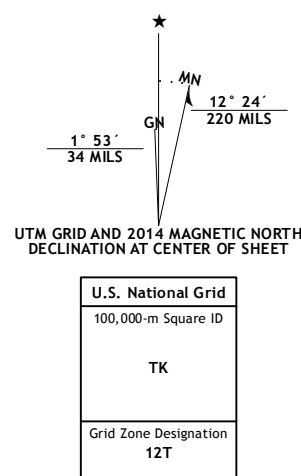 MN
GN
12° 24´
220 MILS
1° 53´
34 MILS
UTM GRID AND 2014 MAGNETIC NORTH
DECLINATION AT CENTER OF SHEET
U.S. National Grid
100,000-m Square ID
TK
Grid Zone Designation
12T